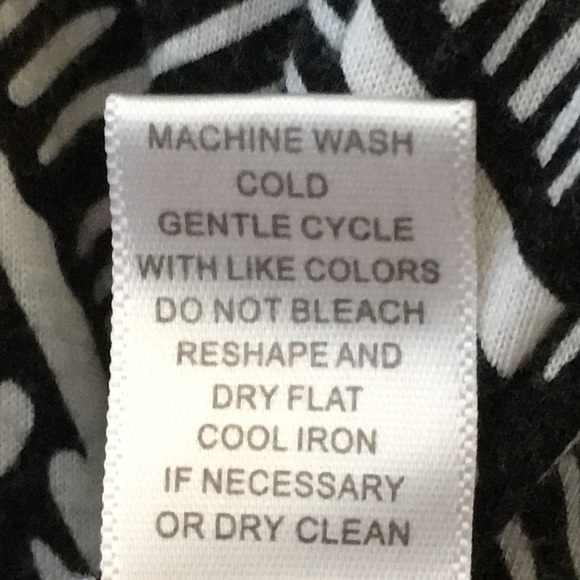 MACHINE WASH
COLD
GENTLE CYCLE
WITH LIKE COLORS
DO NOT BLEACH
RESHAPE AND
DRY FLAT
COOL IRON
IF NECESSARY
OR DRY CLEAN